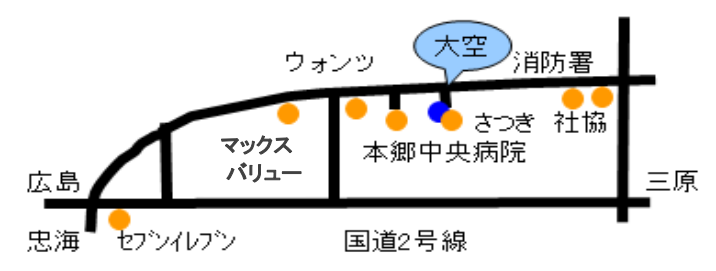 大空
ウォンツ
消防署
さつき
社協
マックス
バリュー
本郷中央病院
広島
三原
忠海
ｾﾌﾞﾝｲﾚﾌﾞﾝ
国道2号線